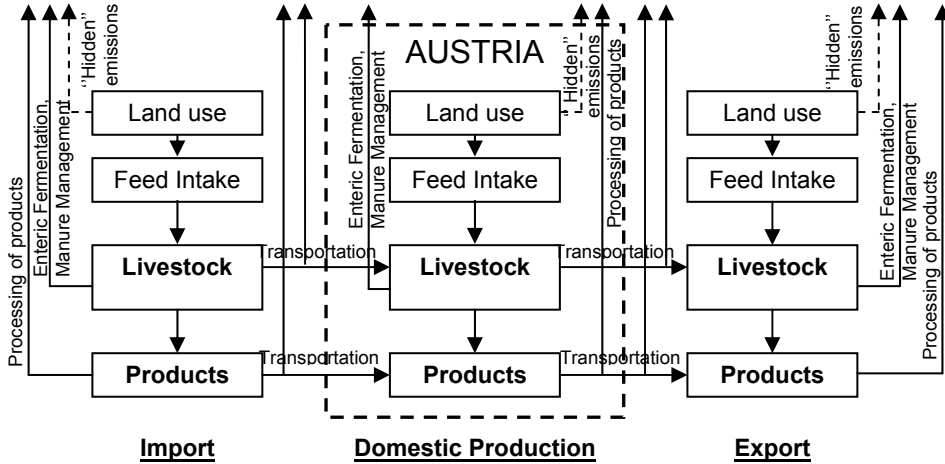 Processing of products
Enteric Fermentation,
Manure Management
"Hidden"
emissions
Land use
Feed Intake
Livestock
Products
Import
Transportation
Transportation
AUSTRIA
Enteric Fermentation,
Manure Management
"Hidden"
emissions
Processing of products
Land use
Feed Intake
Livestock
Products
Domestic Production
Transportation
Transportation
"Hidden"
emissions
Land use
Feed Intake
Livestock
Products
Enteric Fermentation,
Manure Management
Processing of products
Export